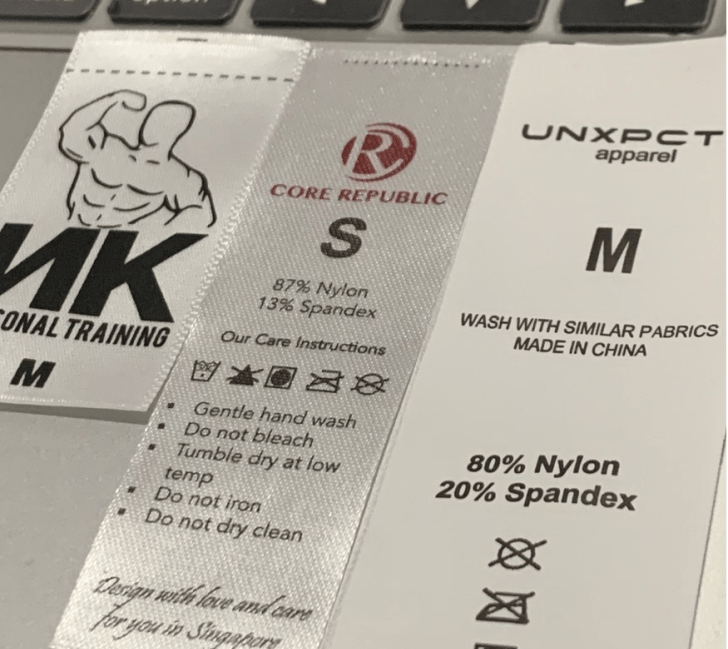 ИK
ONAL TRAINING
M
R
CORE REPUBLIC
S
87% Nylon
13% Spandex
Our Care Instructions
• Gentle hand wash
• Do not bleach
• Tumble dry at low
temp
• Do not iron
• Do not dry clean
Design with love and care
for you in Singapore
UNXPCT
apparel
M
WASH WITH SIMILAR PABRICS
MADE IN CHINA
80% Nylon
20% Spandex